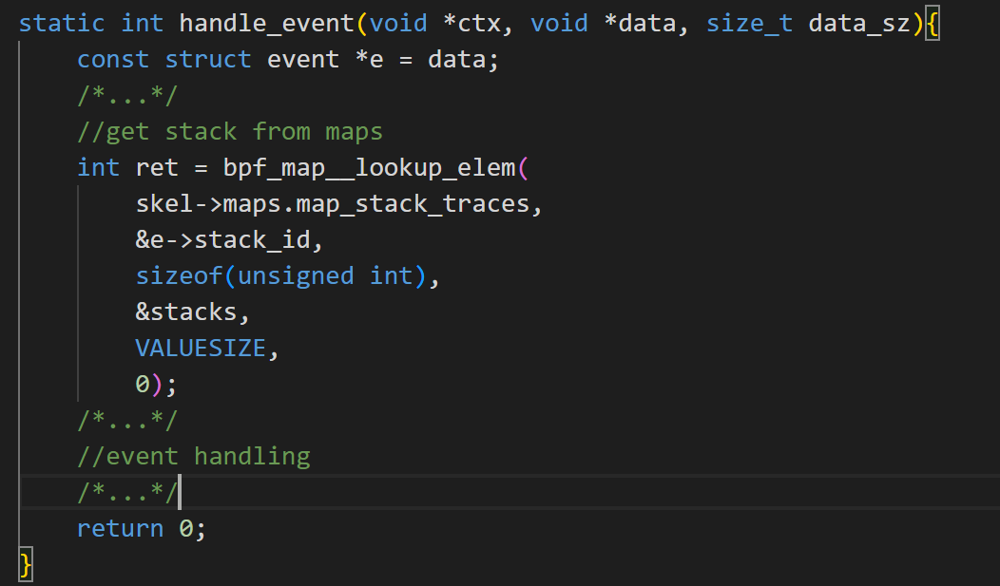 static int handle_event(void *ctx, void *data, size_t data_sz){
    const struct event *e = data;
    /*...*/
    //get stack from maps
    int ret = bpf_map__lookup_elem(
        skel->maps.map_stack_traces,
        &e->stack_id,
        sizeof(unsigned int),
        &stacks,
        VALUESIZE,
        0);
    /*...*/
    //event handling
    /*...*/
    return 0;
}